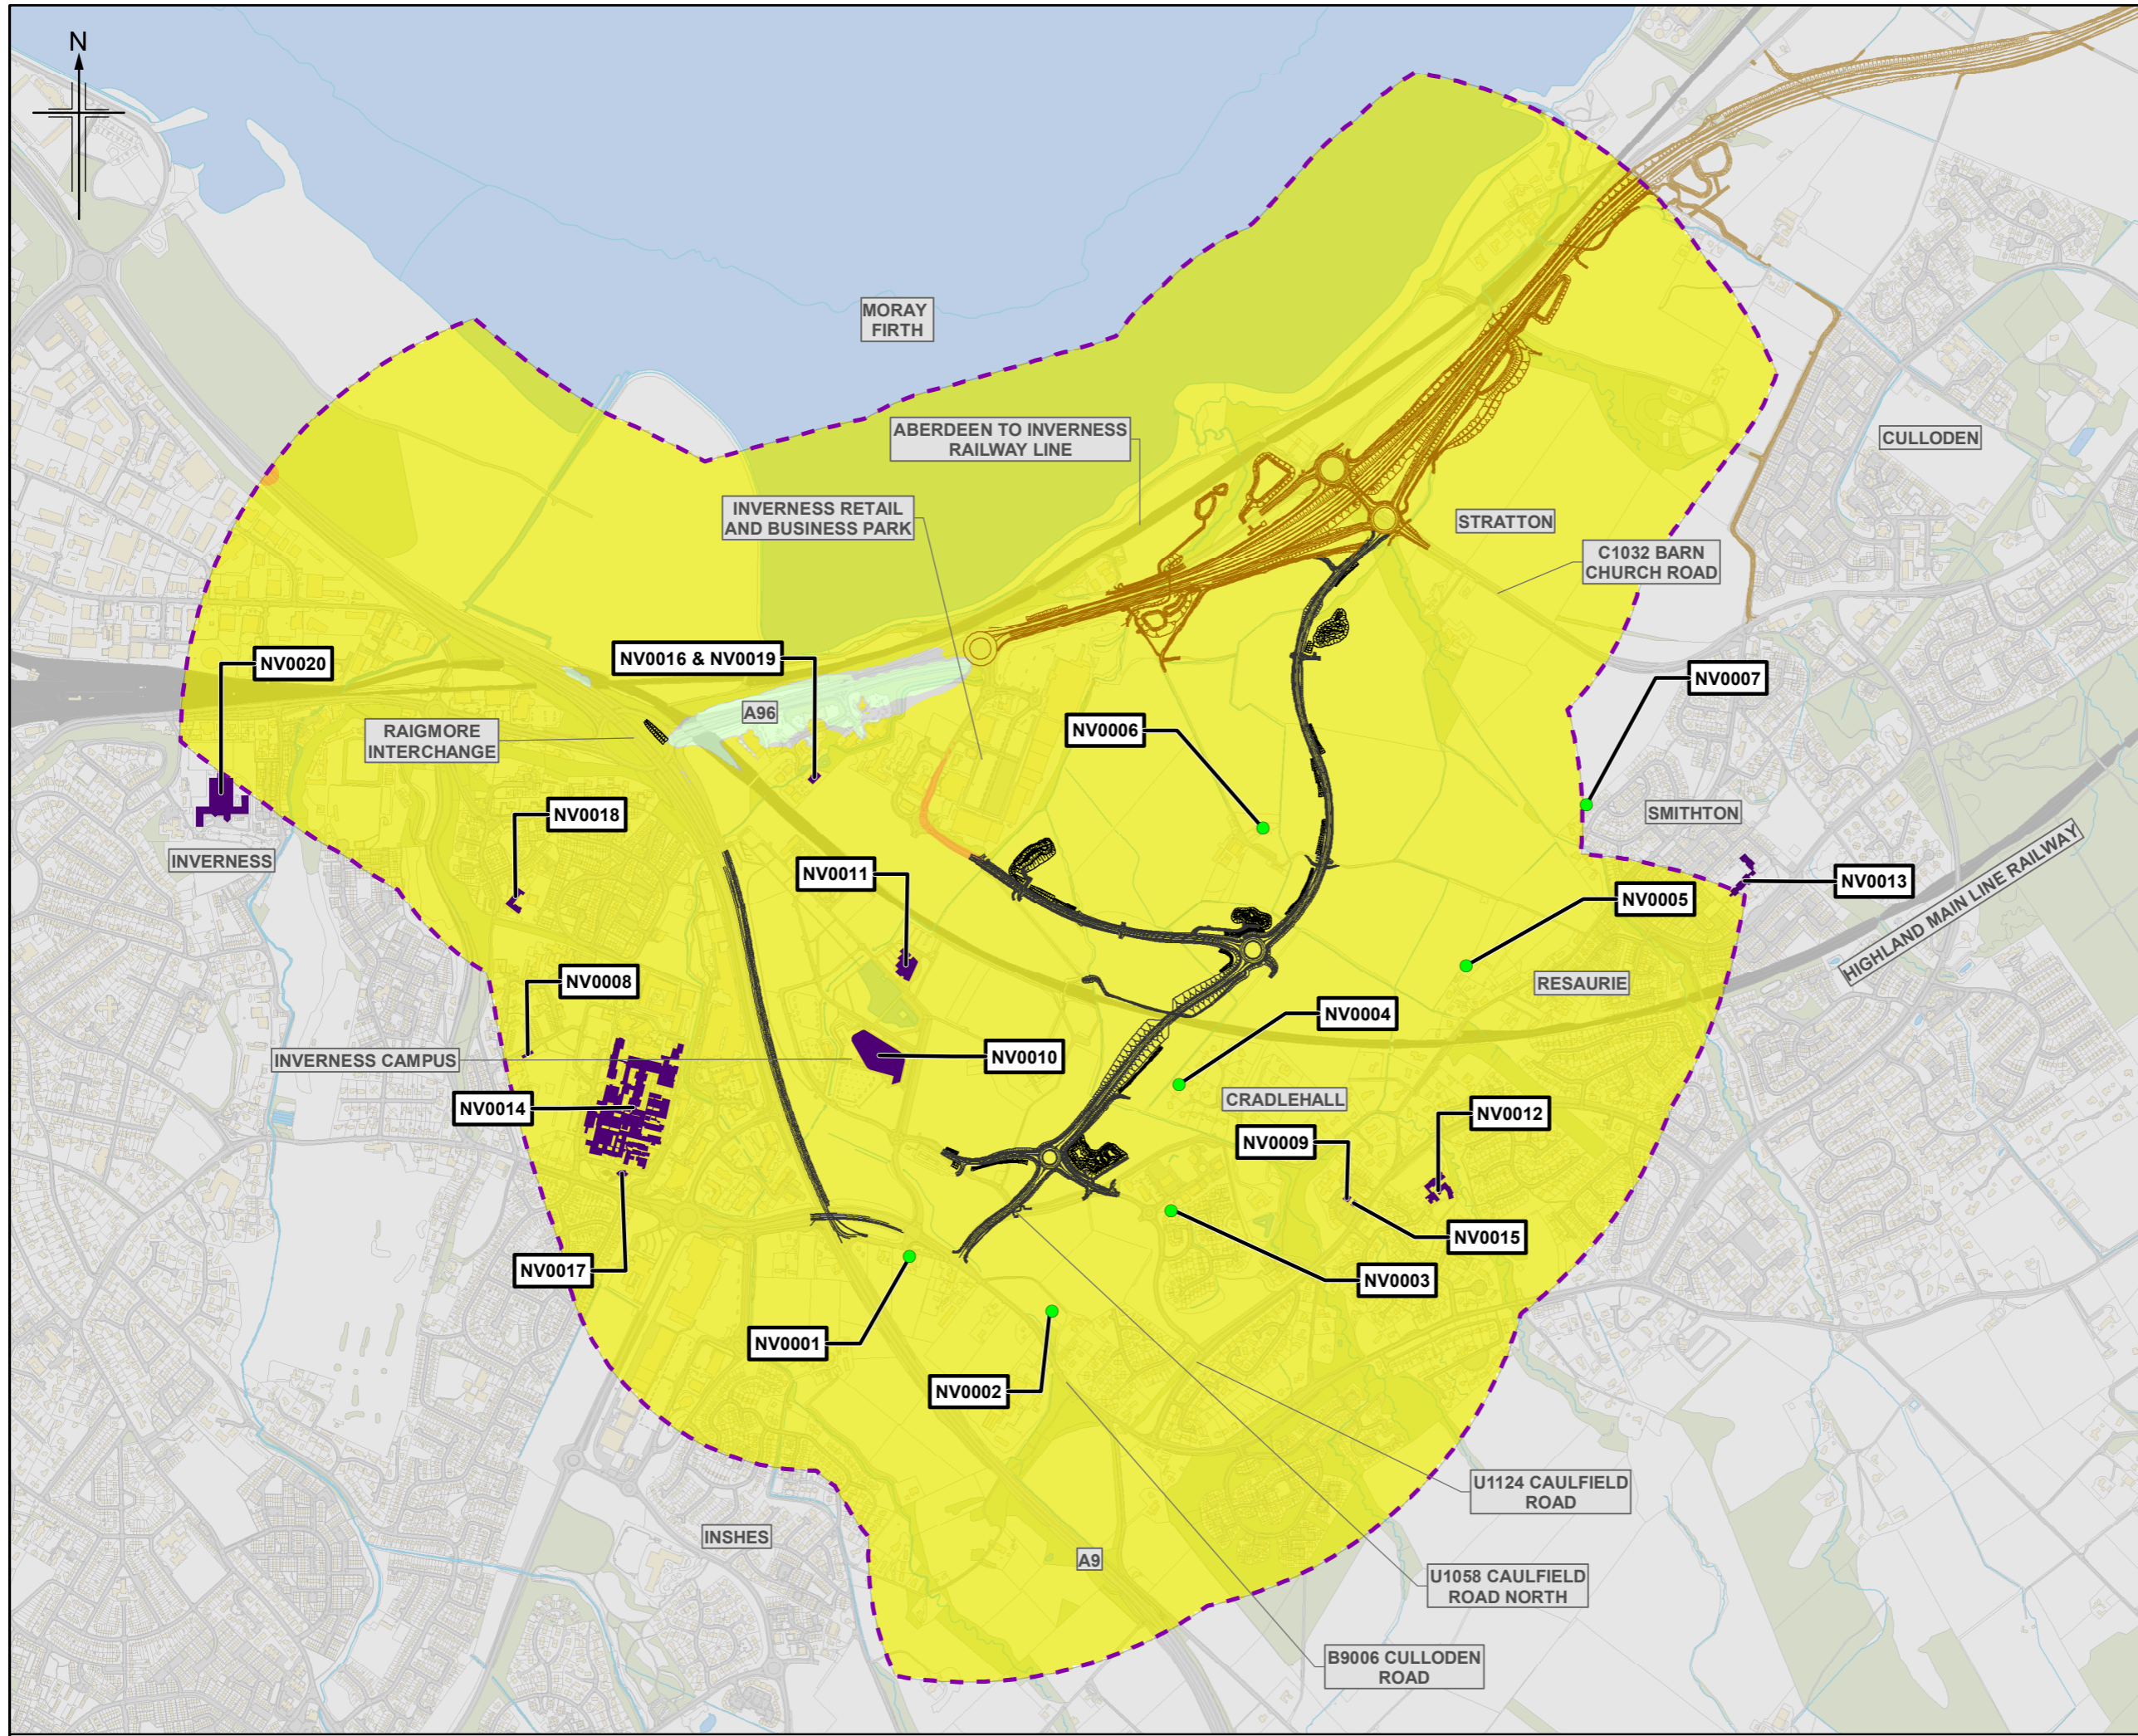 N
MORAY
FIRTH
ABERDEEN TO INVERNESS
RAILWAY LINE
CULLODEN
INVERNESS RETAIL
AND BUSINESS PARK
STRATTON
C1032 BARN
CHURCH ROAD
NV0020
NV0016 & NV0019
NV0007
A96
RAIGMORE
INTERCHANGE
NV0006
NV0018
SMITHTON
INVERNESS
NV0011
NV0013
NV0005
HIGHLAND MAIN LINE RAILWAY
NV0008
RESAURIE
NV0004
INVERNESS CAMPUS
NV0010
NV0014
CRADLEHALL
NV0012
NV0009
NV0015
NV0017
NV0003
NV0001
NV0002
U1124 CAULFIELD
ROAD
INSHES
A9
U1058 CAULFIELD
ROAD NORTH
B9006 CULLODEN
ROAD